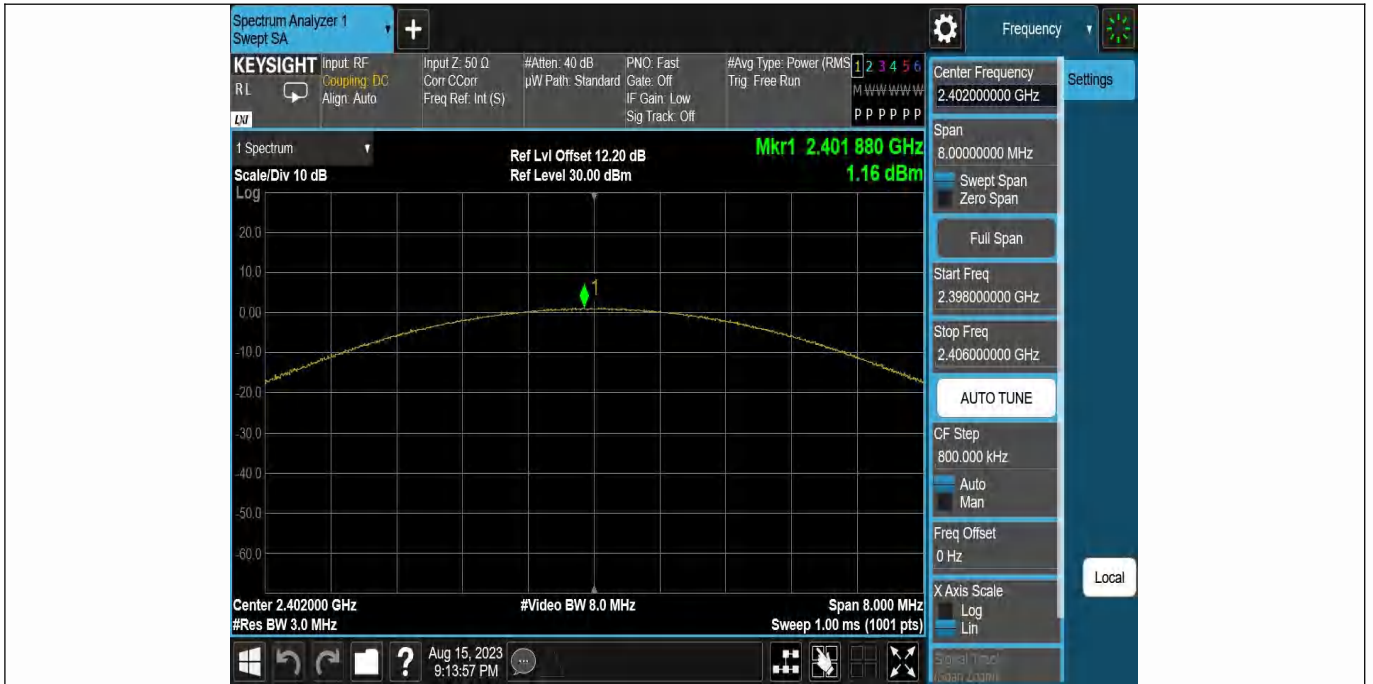 Spectrum Analyzer 1
Swept SA
+
Frequency
KEYSIGHT
R L
LXI
Input: RF
Coupling: DC
Align: Auto
Input Z: 50 Ω
Corr CCorr
Freq Ref: Int (S)
#Atten: 40 dB
µW Path: Standard
PNO: Fast
Gate: Off
IF Gain: Low
Sig Track: Off
#Avg Type: Power (RMS
Trig: Free Run
1 2 3 4 5 6
M W W W W W
P P P P P P
1 Spectrum
Scale/Div 10 dB
Ref Lvl Offset 12.20 dB
Ref Level 30.00 dBm
Mkr1 2.401 880 GHz
1.16 dBm
Log
20.0
10.0
0.00
-10.0
-20.0
-30.0
-40.0
-50.0
-60.0
1
Center 2.402000 GHz
#Res BW 3.0 MHz
#Video BW 8.0 MHz
Span 8.000 MHz
Sweep 1.00 ms (1001 pts)
Center Frequency
2.402000000 GHz
Settings
Span
8.00000000 MHz
Swept Span
Zero Span
Full Span
Start Freq
2.398000000 GHz
Stop Freq
2.406000000 GHz
AUTO TUNE
CF Step
800.000 kHz
Auto
Man
Freq Offset
0 Hz
X Axis Scale
Log
Lin
Signal Track
(Span Zoom)
Local
?
Aug 15, 2023
9:13:57 PM